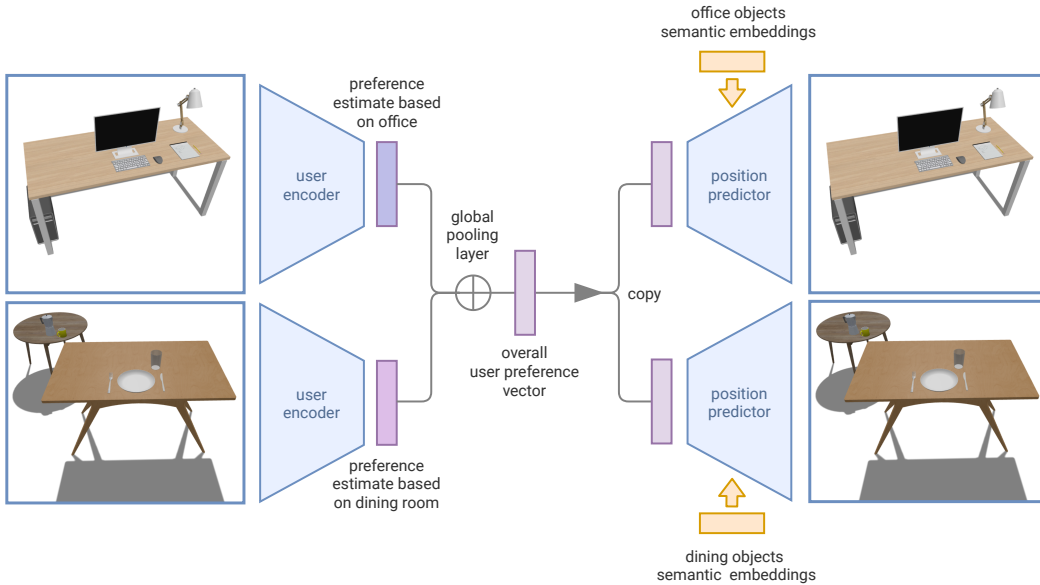 office objects
semantic embeddings
preference
estimate based
on office
user
encoder
position
predictor
global
pooling
layer
copy
overall
user preference
vector
user
encoder
position
predictor
preference
estimate based
on dining room
dining objects
semantic embeddings